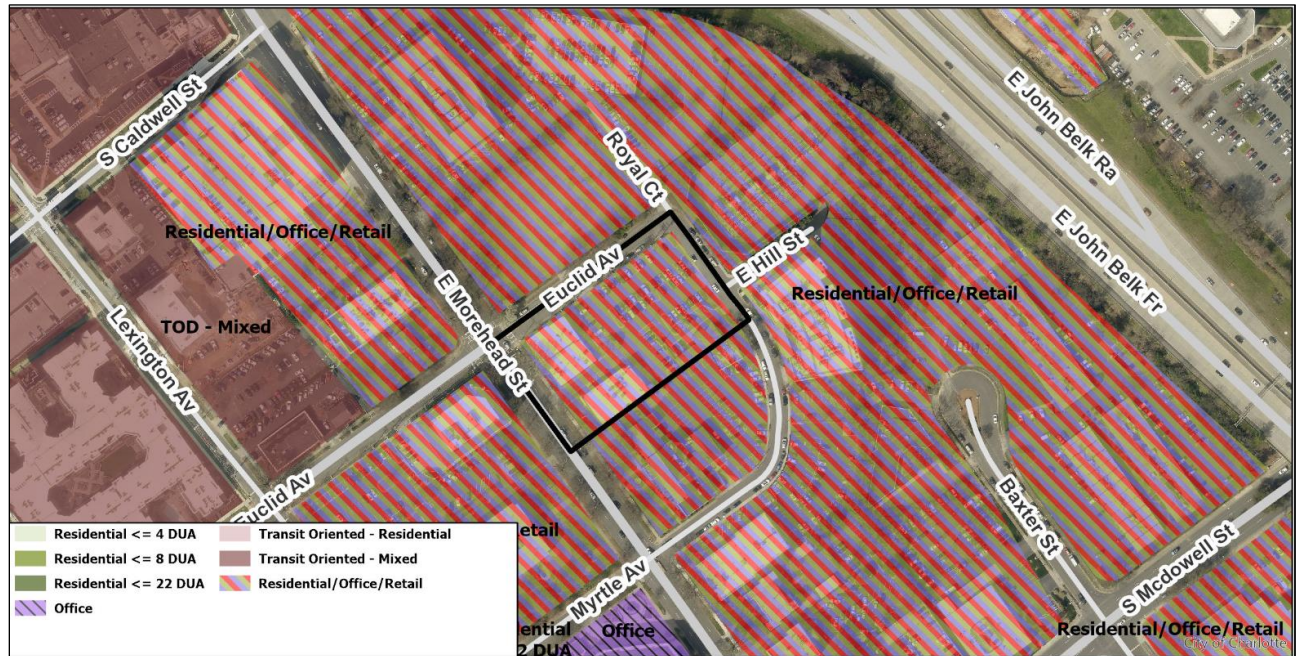 S Caldwell St
Royal Ct
E John Belk Ra
E John Belk Fr
Residential/Office/Retail
Euclid Av
E Hill St
E Morehead St
Residential/Office/Retail
TOD - Mixed
Lexington Av
Euclid Av
Baxter St
S Mcdowell St
etail
Myrtle Av
ential
2 DUA
Office
Residential/Office/Retail
City of Charlotte
Residential <= 4 DUA
Transit Oriented - Residential
Residential <= 8 DUA
Transit Oriented - Mixed
Residential <= 22 DUA
Residential/Office/Retail
Office